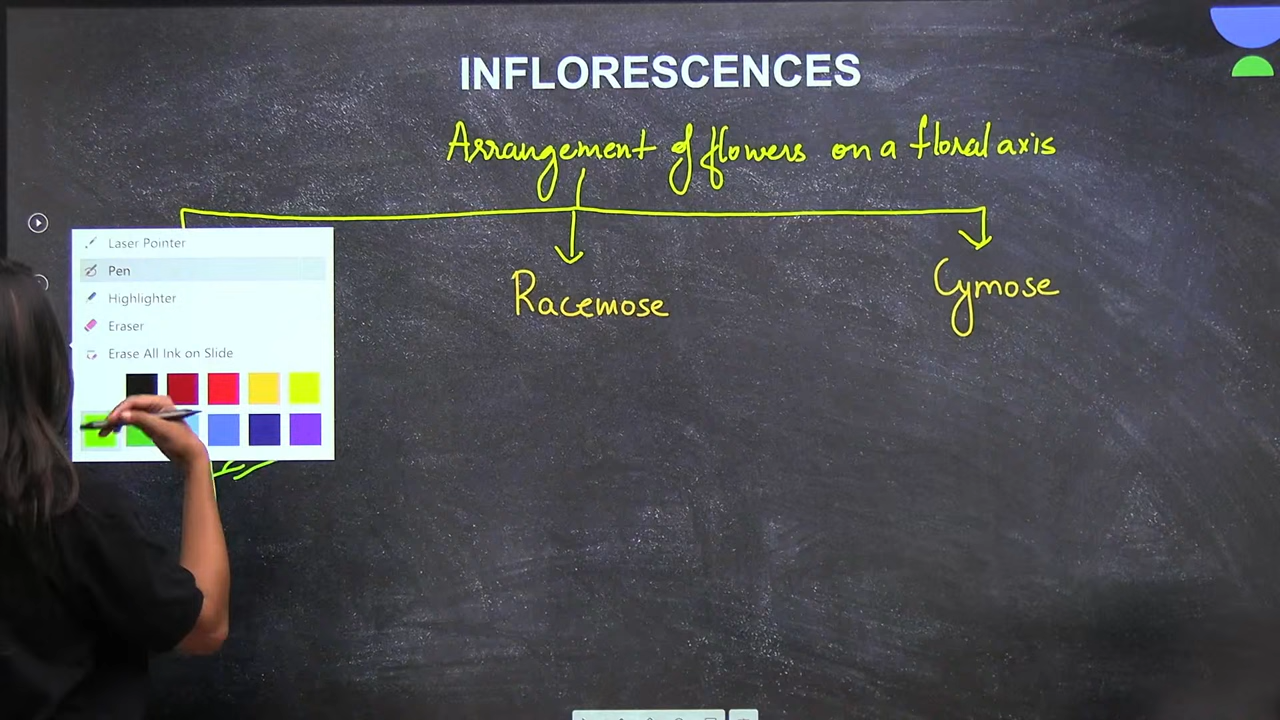 INFLORESCENCES
Arrangement of flowers on a floral axis
Laser Pointer
Pen
Highlighter
Eraser
Erase All Ink on Slide
Racemose
Cymose